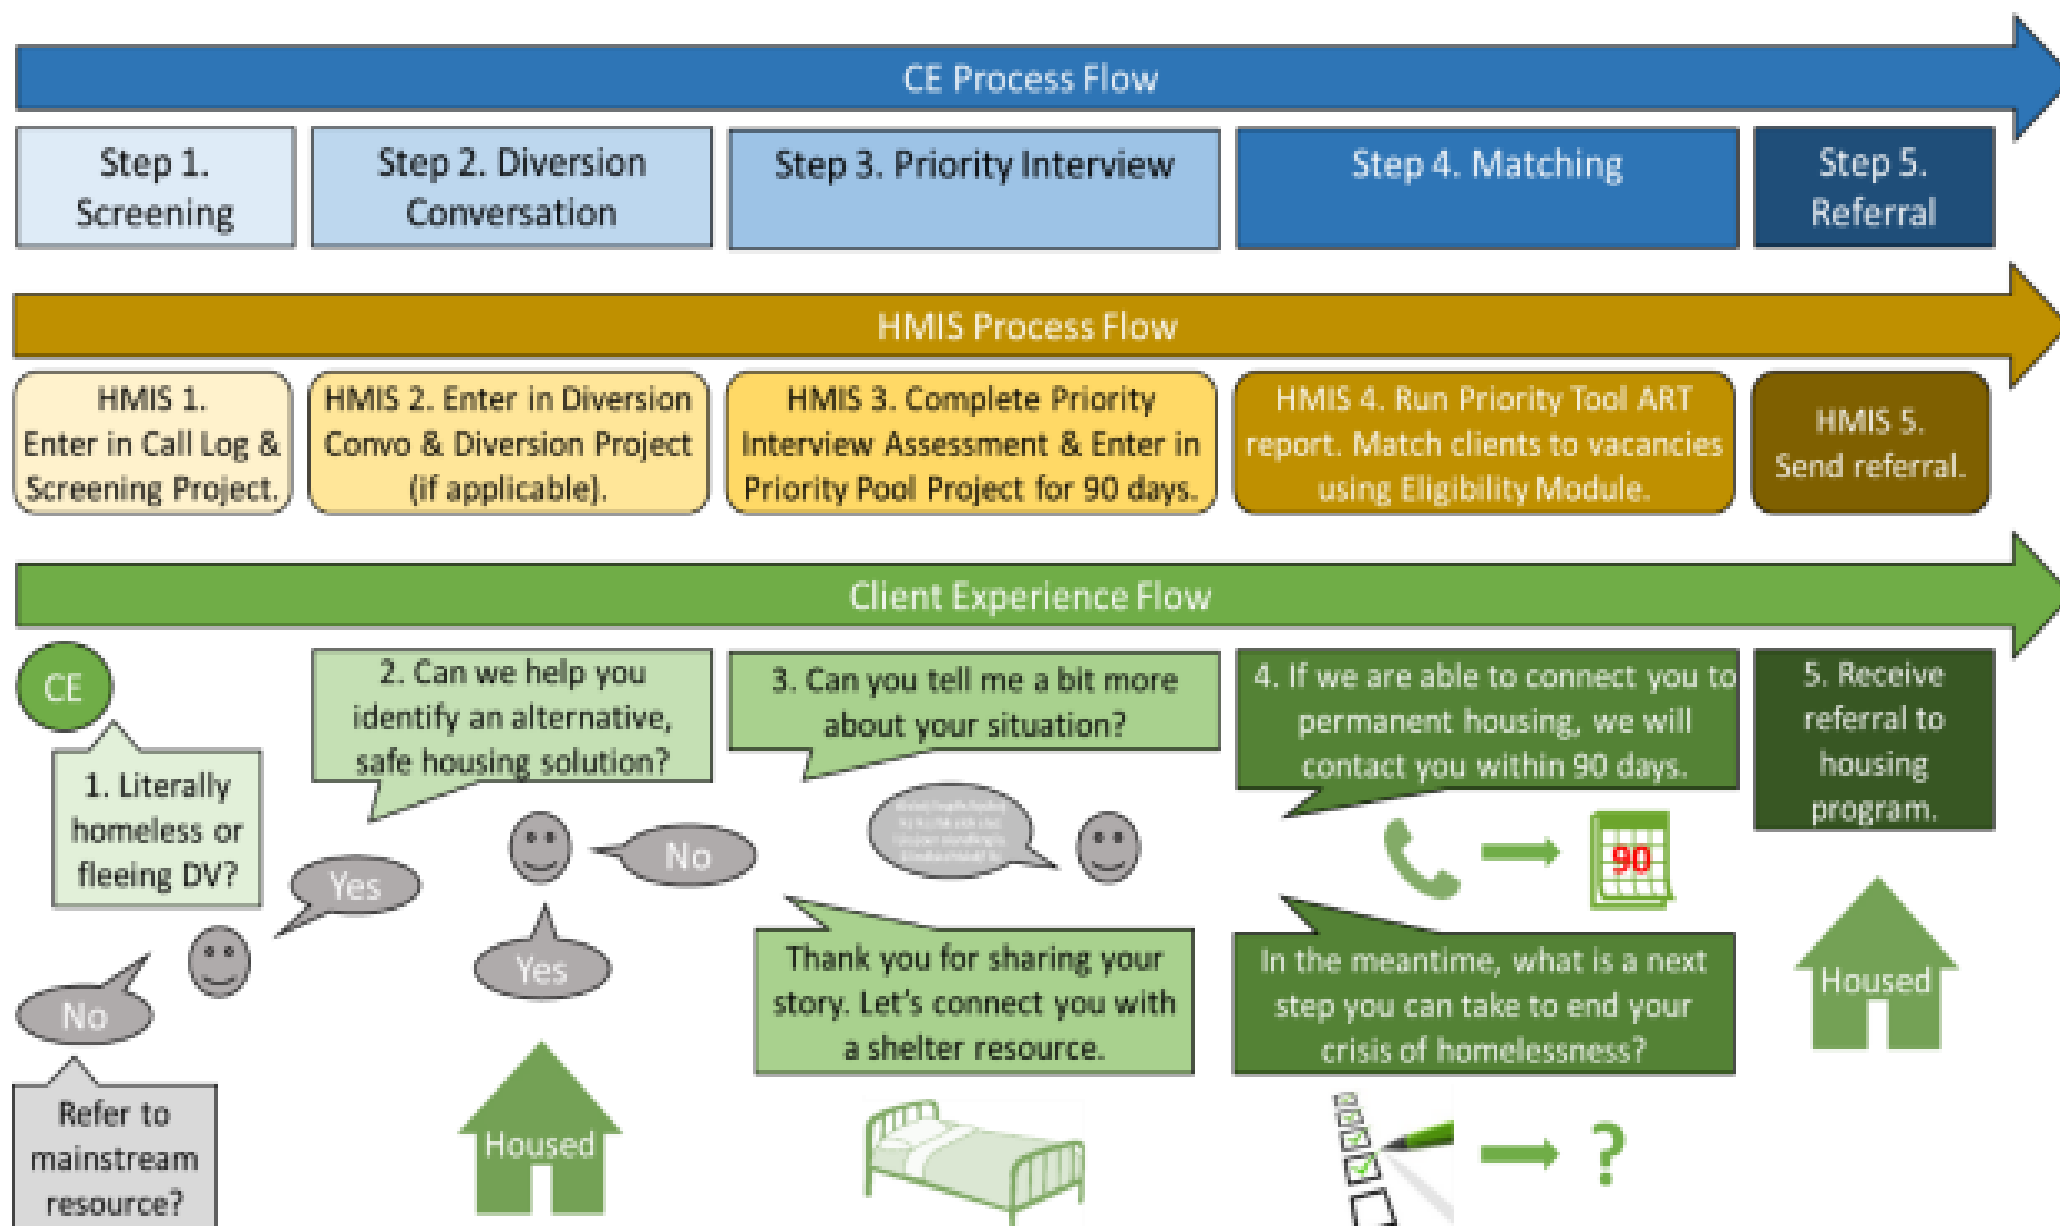 CE Process Flow
Step 1.
Screening
Step 2. Diversion
Conversation
Step 3. Priority Interview
Step 4. Matching
Step 5.
Referral
HMIS Process Flow
HMIS 1.
Enter in Call Log &
Screening Project.
HMIS 2. Enter in Diversion
Convo & Diversion Project
(if applicable).
HMIS 3. Complete Priority
Interview Assessment & Enter in
Priority Pool Project for 90 days.
HMIS 4. Run Priority Tool ART
report. Match clients to vacancies
using Eligibility Module.
HMIS 5.
Send referral.
Client Experience Flow
CE
1. Literally
homeless or
fleeing DV?
Yes
No
Refer to
mainstream
resource?
2. Can we help you
identify an alternative,
safe housing solution?
No
Yes
Housed
3. Can you tell me a bit more
about your situation?
Thank you for sharing your
story. Let's connect you with
a shelter resource.
4. If we are able to connect you to
permanent housing, we will
contact you within 90 days.
90
In the meantime, what is a next
step you can take to end your
crisis of homelessness?
?
5. Receive
referral to
housing
program.
Housed